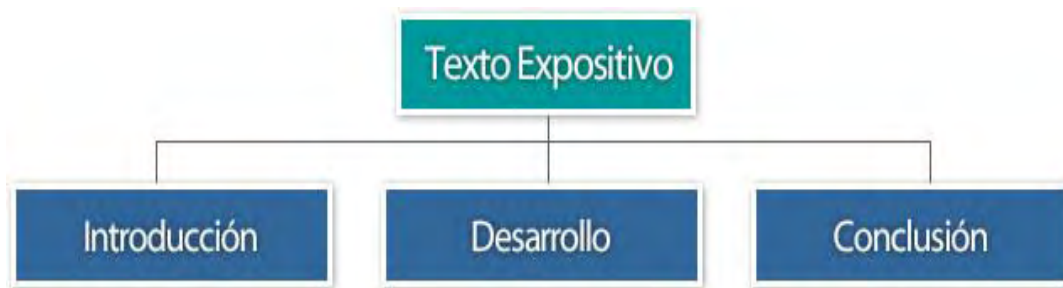 Texto Expositivo
Introducción
Desarrollo
Conclusión